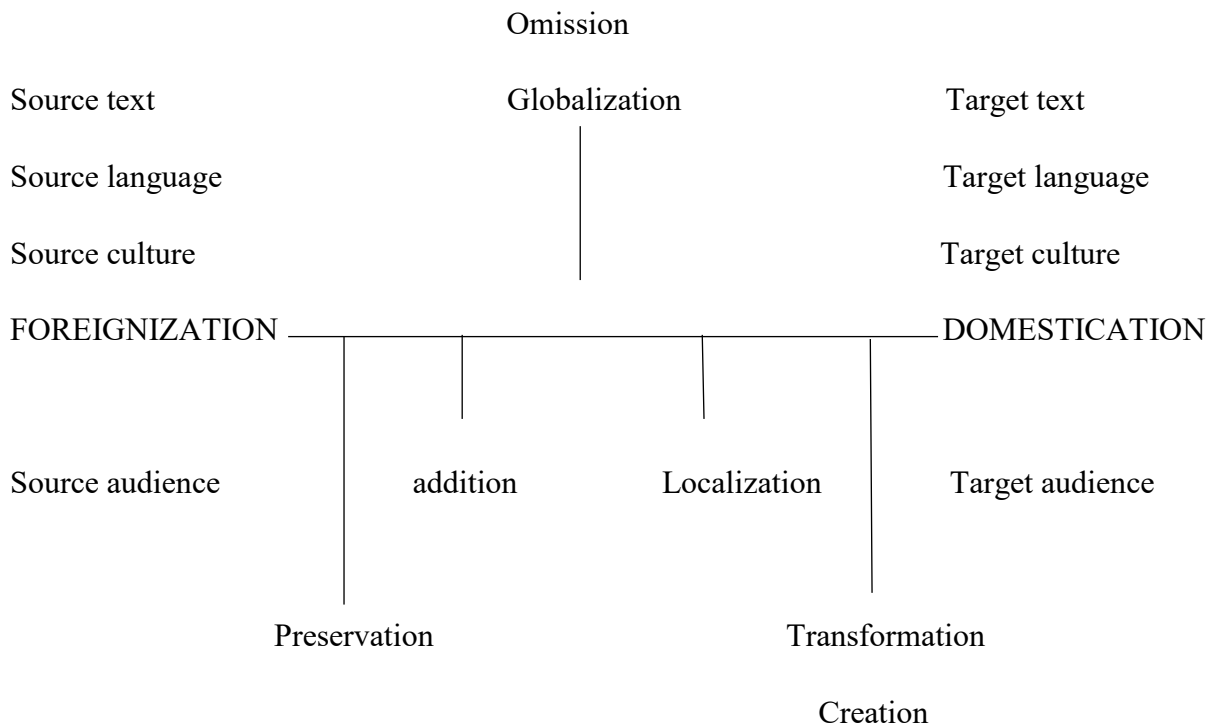 Omission
Source text Globalization Target text
Source language Target language
Source culture Target culture
FOREIGNIZATION DOMESTICATION
Source audience addition Localization Target audience
Preservation Transformation
Creation